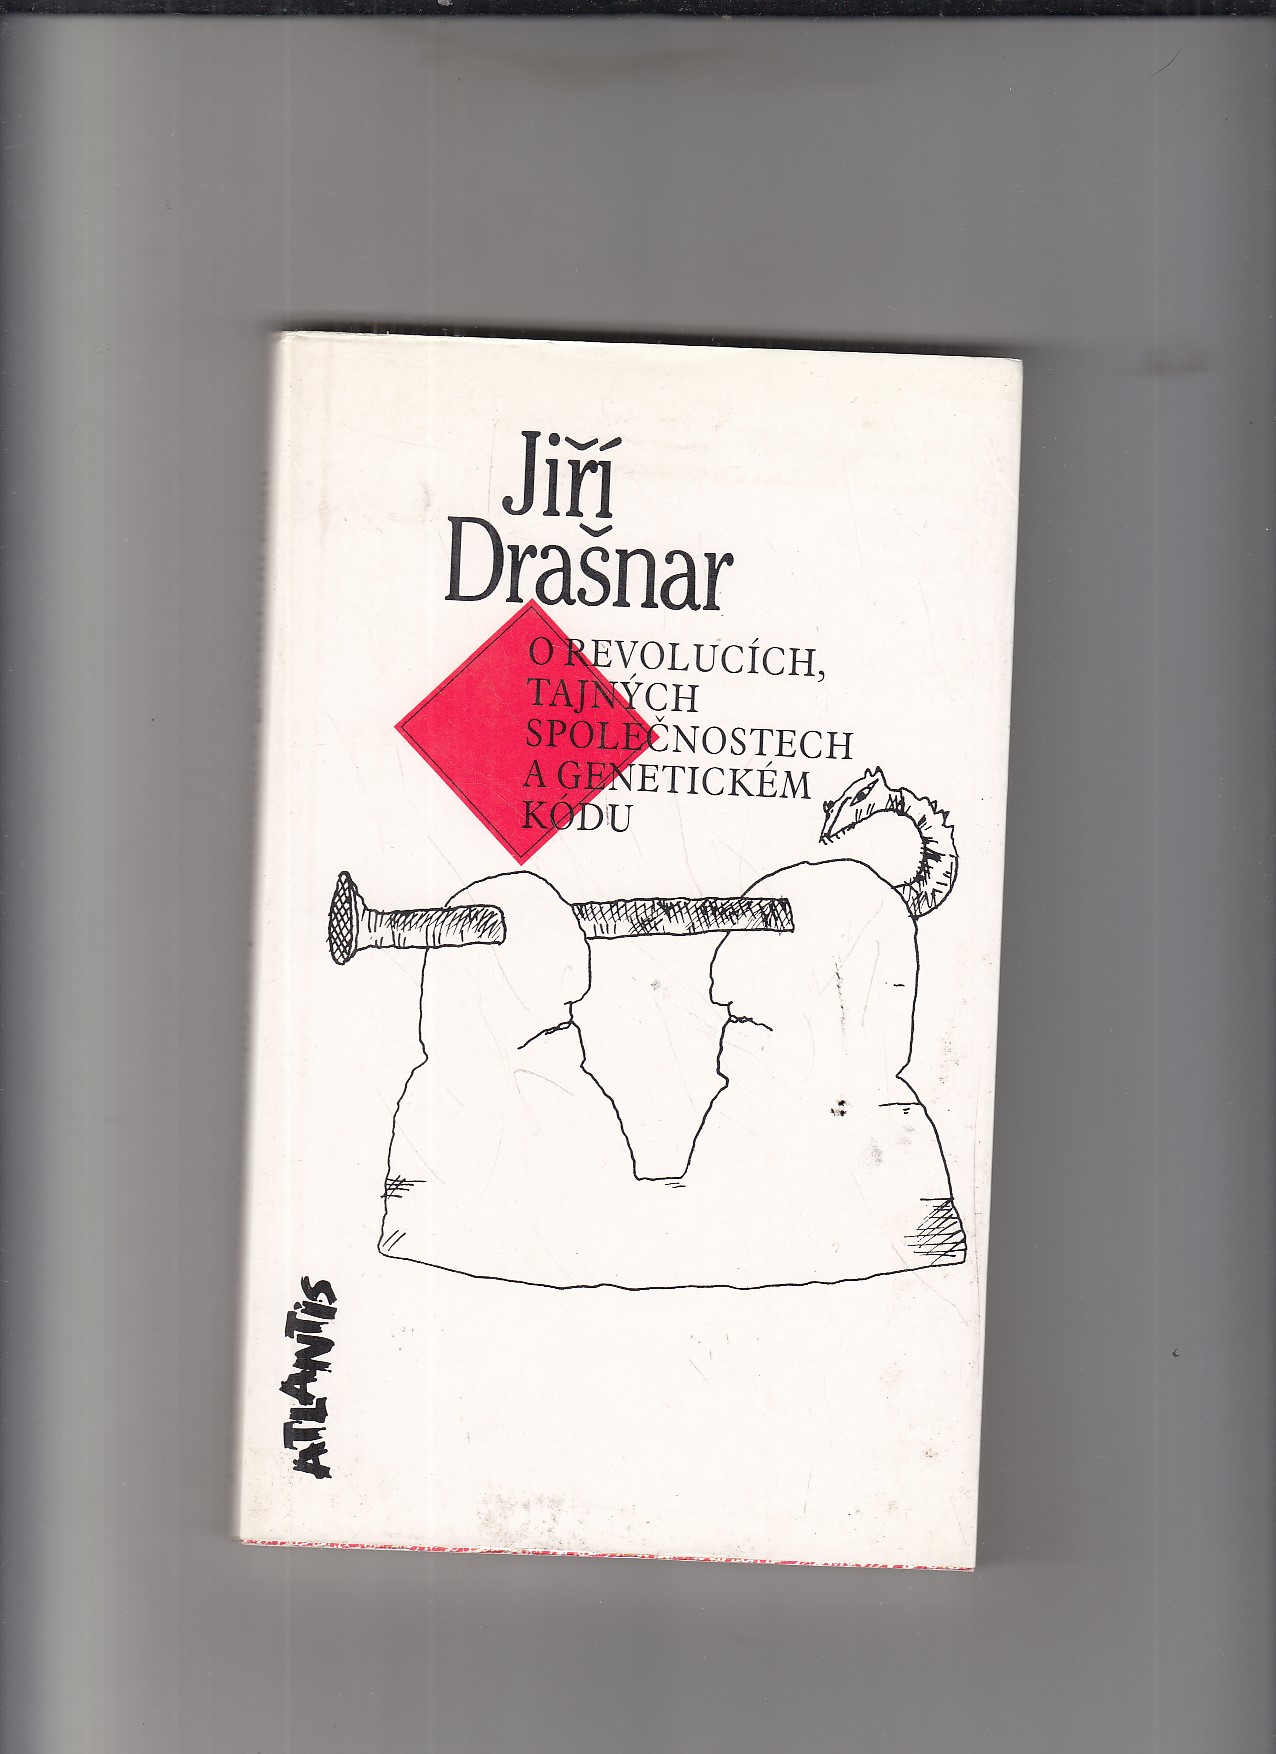 Jiří
Drašnar
O REVOLUCÍCH,
TAJNÝCH
SPOLEČNOSTECH
A GENETICKÉM
KÓDU
ATLANTIS